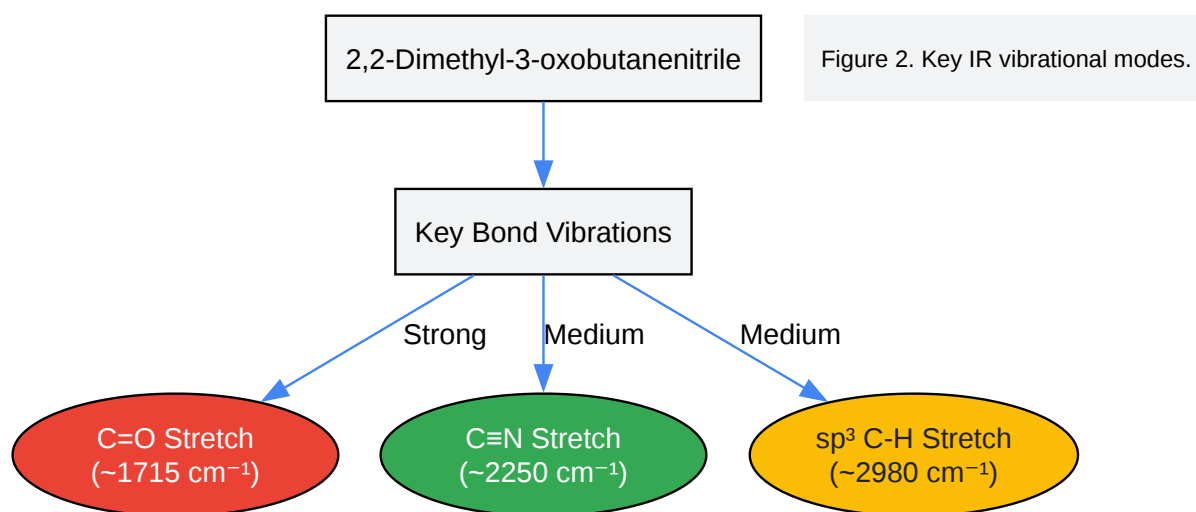 2,2-Dimethyl-3-oxobutanenitrile
Figure 2. Key IR vibrational modes.
Key Bond Vibrations
Strong
Medium
Medium
C=O Stretch
(~1715 cm⁻¹)
C≡N Stretch
(~2250 cm⁻¹)
sp³ C-H Stretch
(~2980 cm⁻¹)